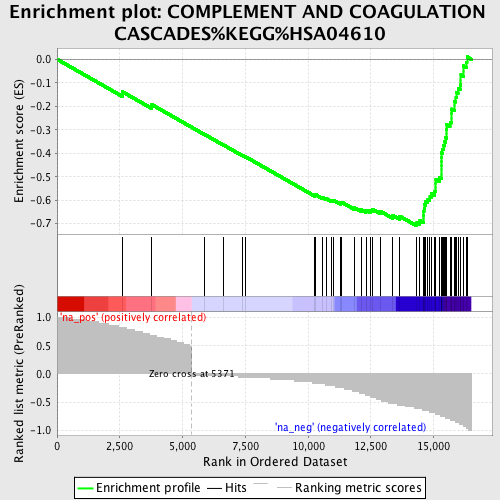 Enrichment plot: COMPLEMENT AND COAGULATION
CASCADES%KEGG%HSA04610
Enrichment score (ES)
0.0
-0.1
-0.2
-0.3
-0.4
-0.5
-0.6
-0.7
Ranked list metric (PreRanked)
'na_pos' (positively correlated)
1.0
0.5
0.0
-0.5
-1.0
Zero cross at 5371
'na_neg' (negatively correlated)
0 2,500 5,000 7,500 10,000 12,500 15,000
Rank in Ordered Dataset
Enrichment profile Hits Ranking metric scores